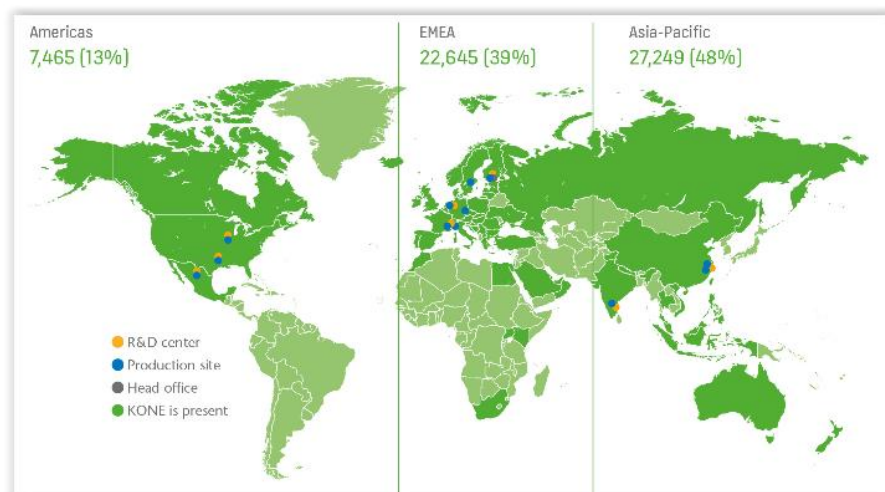 Americas
7,465 (13%)
EMEA
22,645 (39%)
Asia-Pacific
27,249 (48%)
R&D center
Production site
Head office
KONE is present